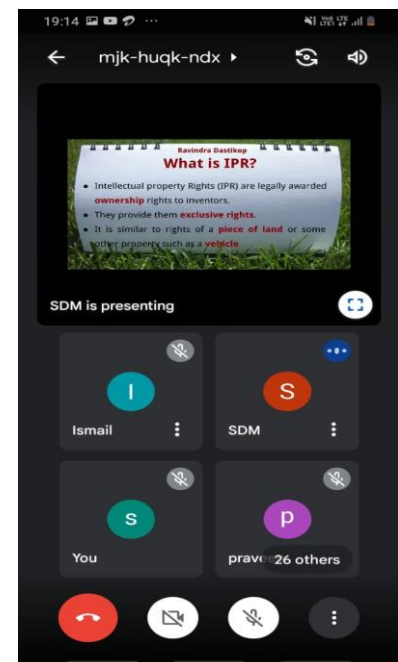 19:14
mjk-huqk-ndx
Ravindra Dastikop
What is IPR?
• Intellectual property Rights (IPR) are legally awarded
ownership rights to inventors.
• They provide them exclusive rights.
• It is similar to rights of a piece of land or some
other property such as a vehicle
SDM is presenting
I
Ismail
S
SDM
s
You
p
26 others